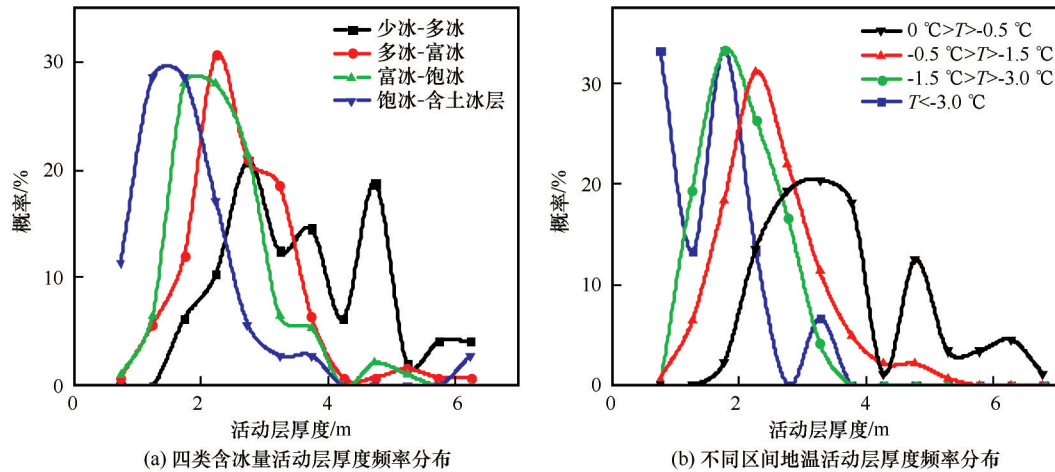 少冰-多冰
多冰-富冰
富冰-饱冰
饱冰-含土冰层
30
20
10
0
概率/%
0 2 4 6
活动层厚度/m
(a) 四类含冰量活动层厚度频率分布
0 ℃>T>-0.5 ℃
-0.5 ℃>T>-1.5 ℃
-1.5 ℃>T>-3.0 ℃
T<-3.0 ℃
30
20
10
0
概率/%
0 2 4 6
活动层厚度/m
(b) 不同区间地温活动层厚度频率分布